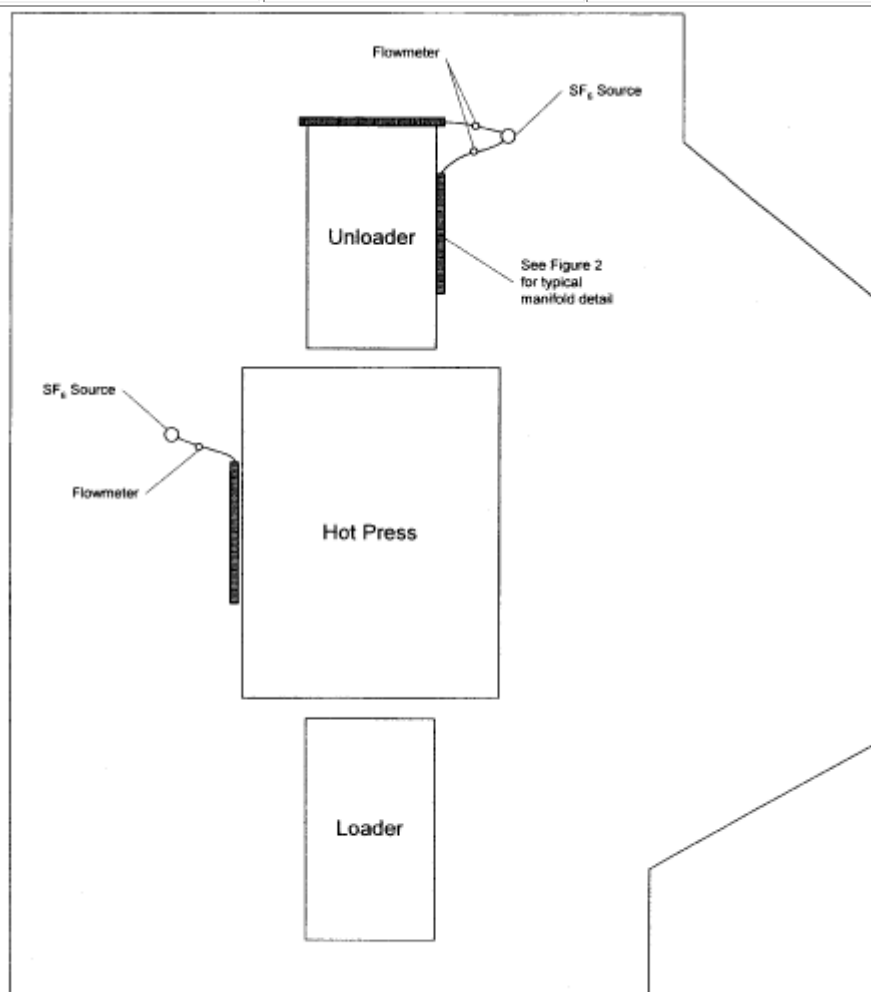 Flowmeter
SF₆ Source
Unloader
See Figure 2
for typical
manifold detail
SF₆ Source
Flowmeter
Hot Press
Loader